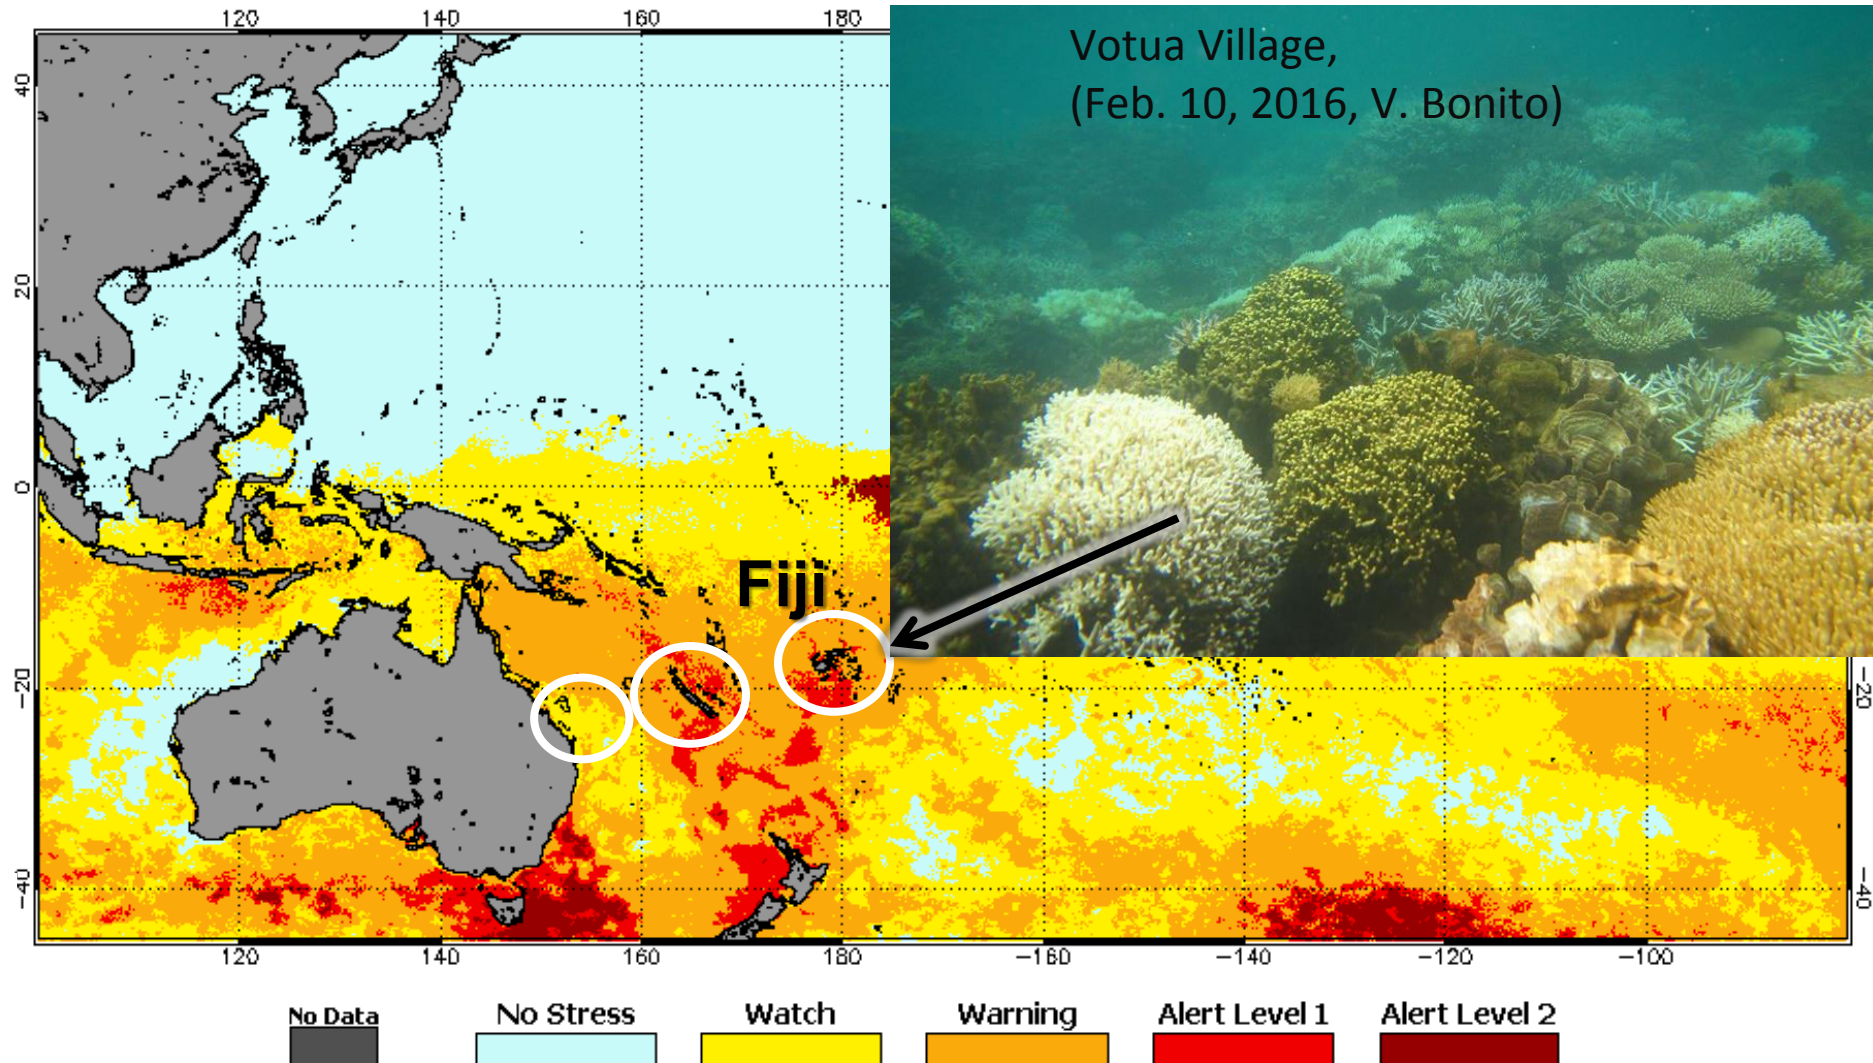 120 140 160 180
Votua Village,
(Feb. 10, 2016, V. Bonito)
40
20
0
Fiji
−20 −20
−40 −40
120 140 160 180 −160 −140 −120 −100
No Data No Stress Watch Warning Alert Level 1 Alert Level 2